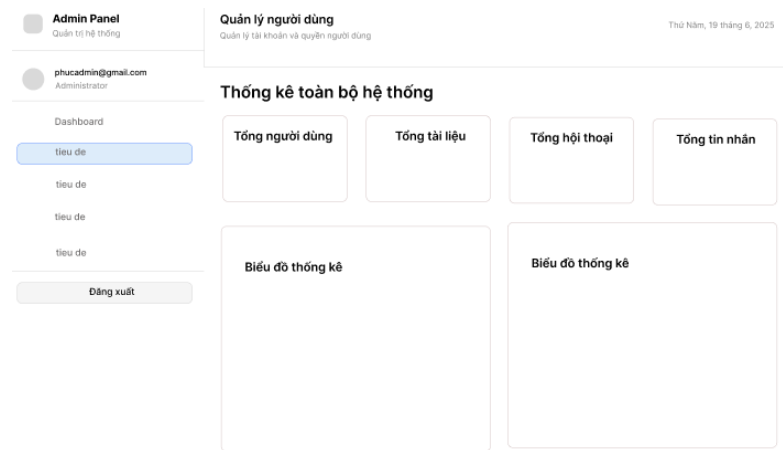 Admin Panel
Quản trị hệ thống
phucadmin@gmail.com
Administrator
Dashboard
tieu de
tieu de
tieu de
tieu de
Đăng xuất
Quản lý người dùng
Quản lý tài khoản và quyền người dùng
Thứ Năm, 19 tháng 6, 2025
Thống kê toàn bộ hệ thống
Tổng người dùng
Tổng tài liệu
Tổng hội thoại
Tổng tin nhắn
Biểu đồ thống kê
Biểu đồ thống kê